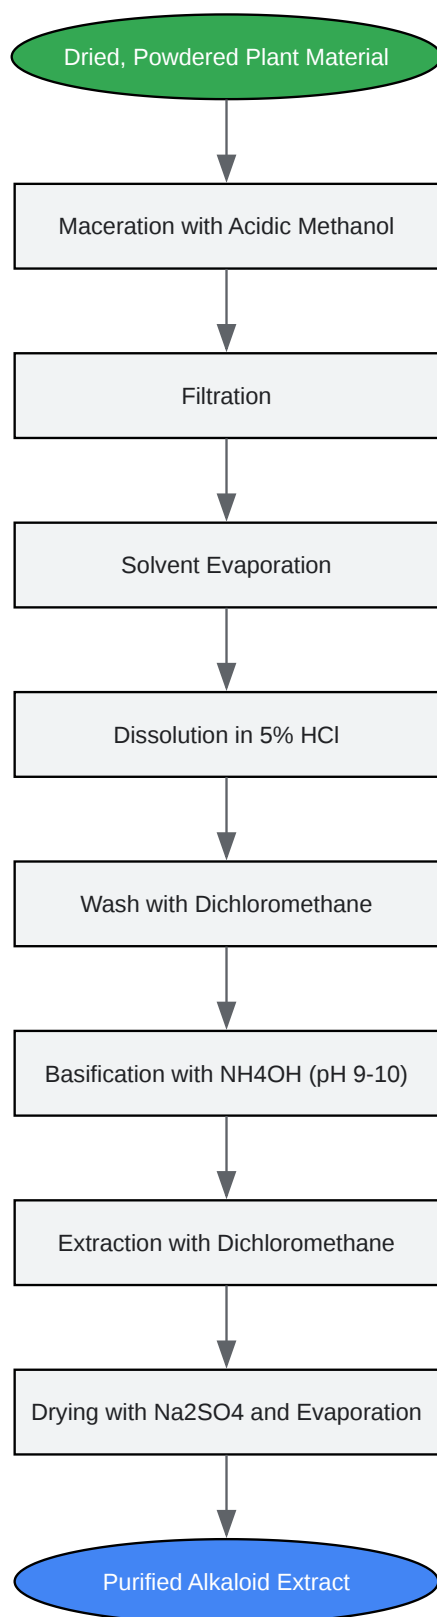 Dried, Powdered Plant Material
Maceration with Acidic Methanol
Filtration
Solvent Evaporation
Dissolution in 5% HCl
Wash with Dichloromethane
Basification with NH4OH (pH 9-10)
Extraction with Dichloromethane
Drying with Na2SO4 and Evaporation
Purified Alkaloid Extract